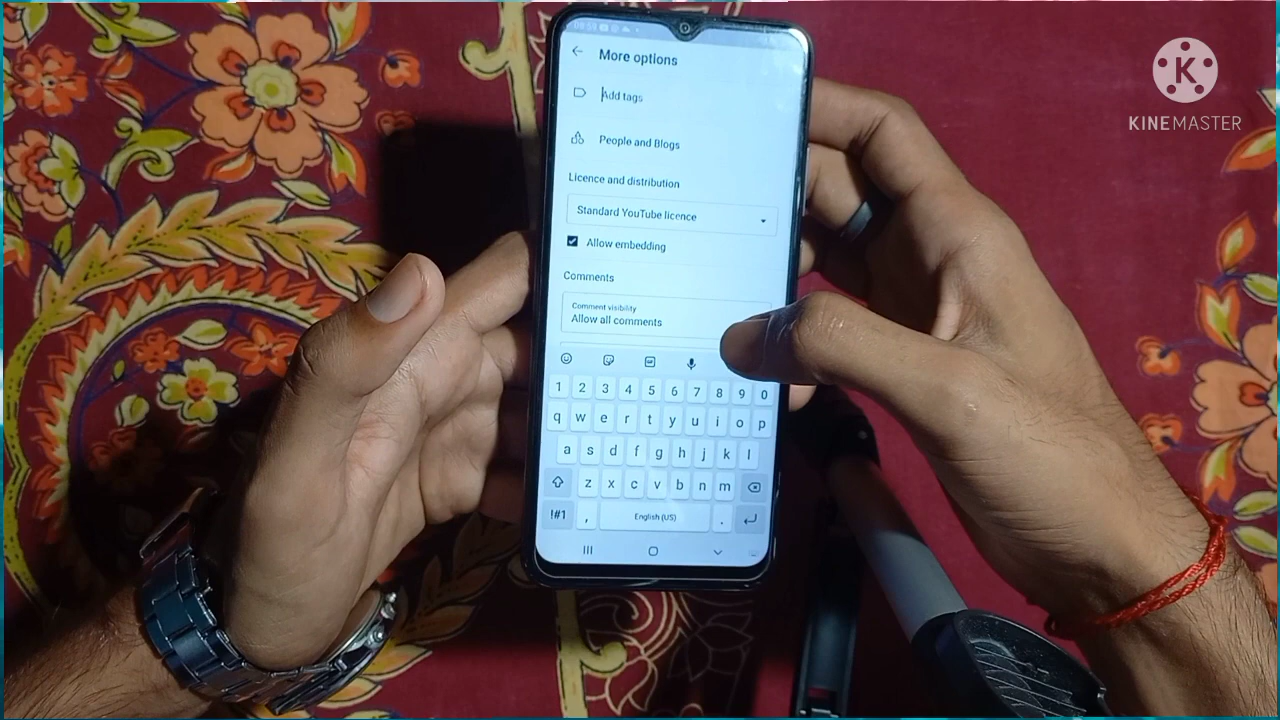 More options
Add tags
People and Blogs
Licence and distribution
Standard YouTube licence
Allow embedding
Comments
Comment visibility
Allow all comments
1 2 3 4 5 6 7 8 9 0
q w e r t y u i o p
a s d f g h j k l
z x c v b n m
!#1 , English (US) .
K
KINEMASTER